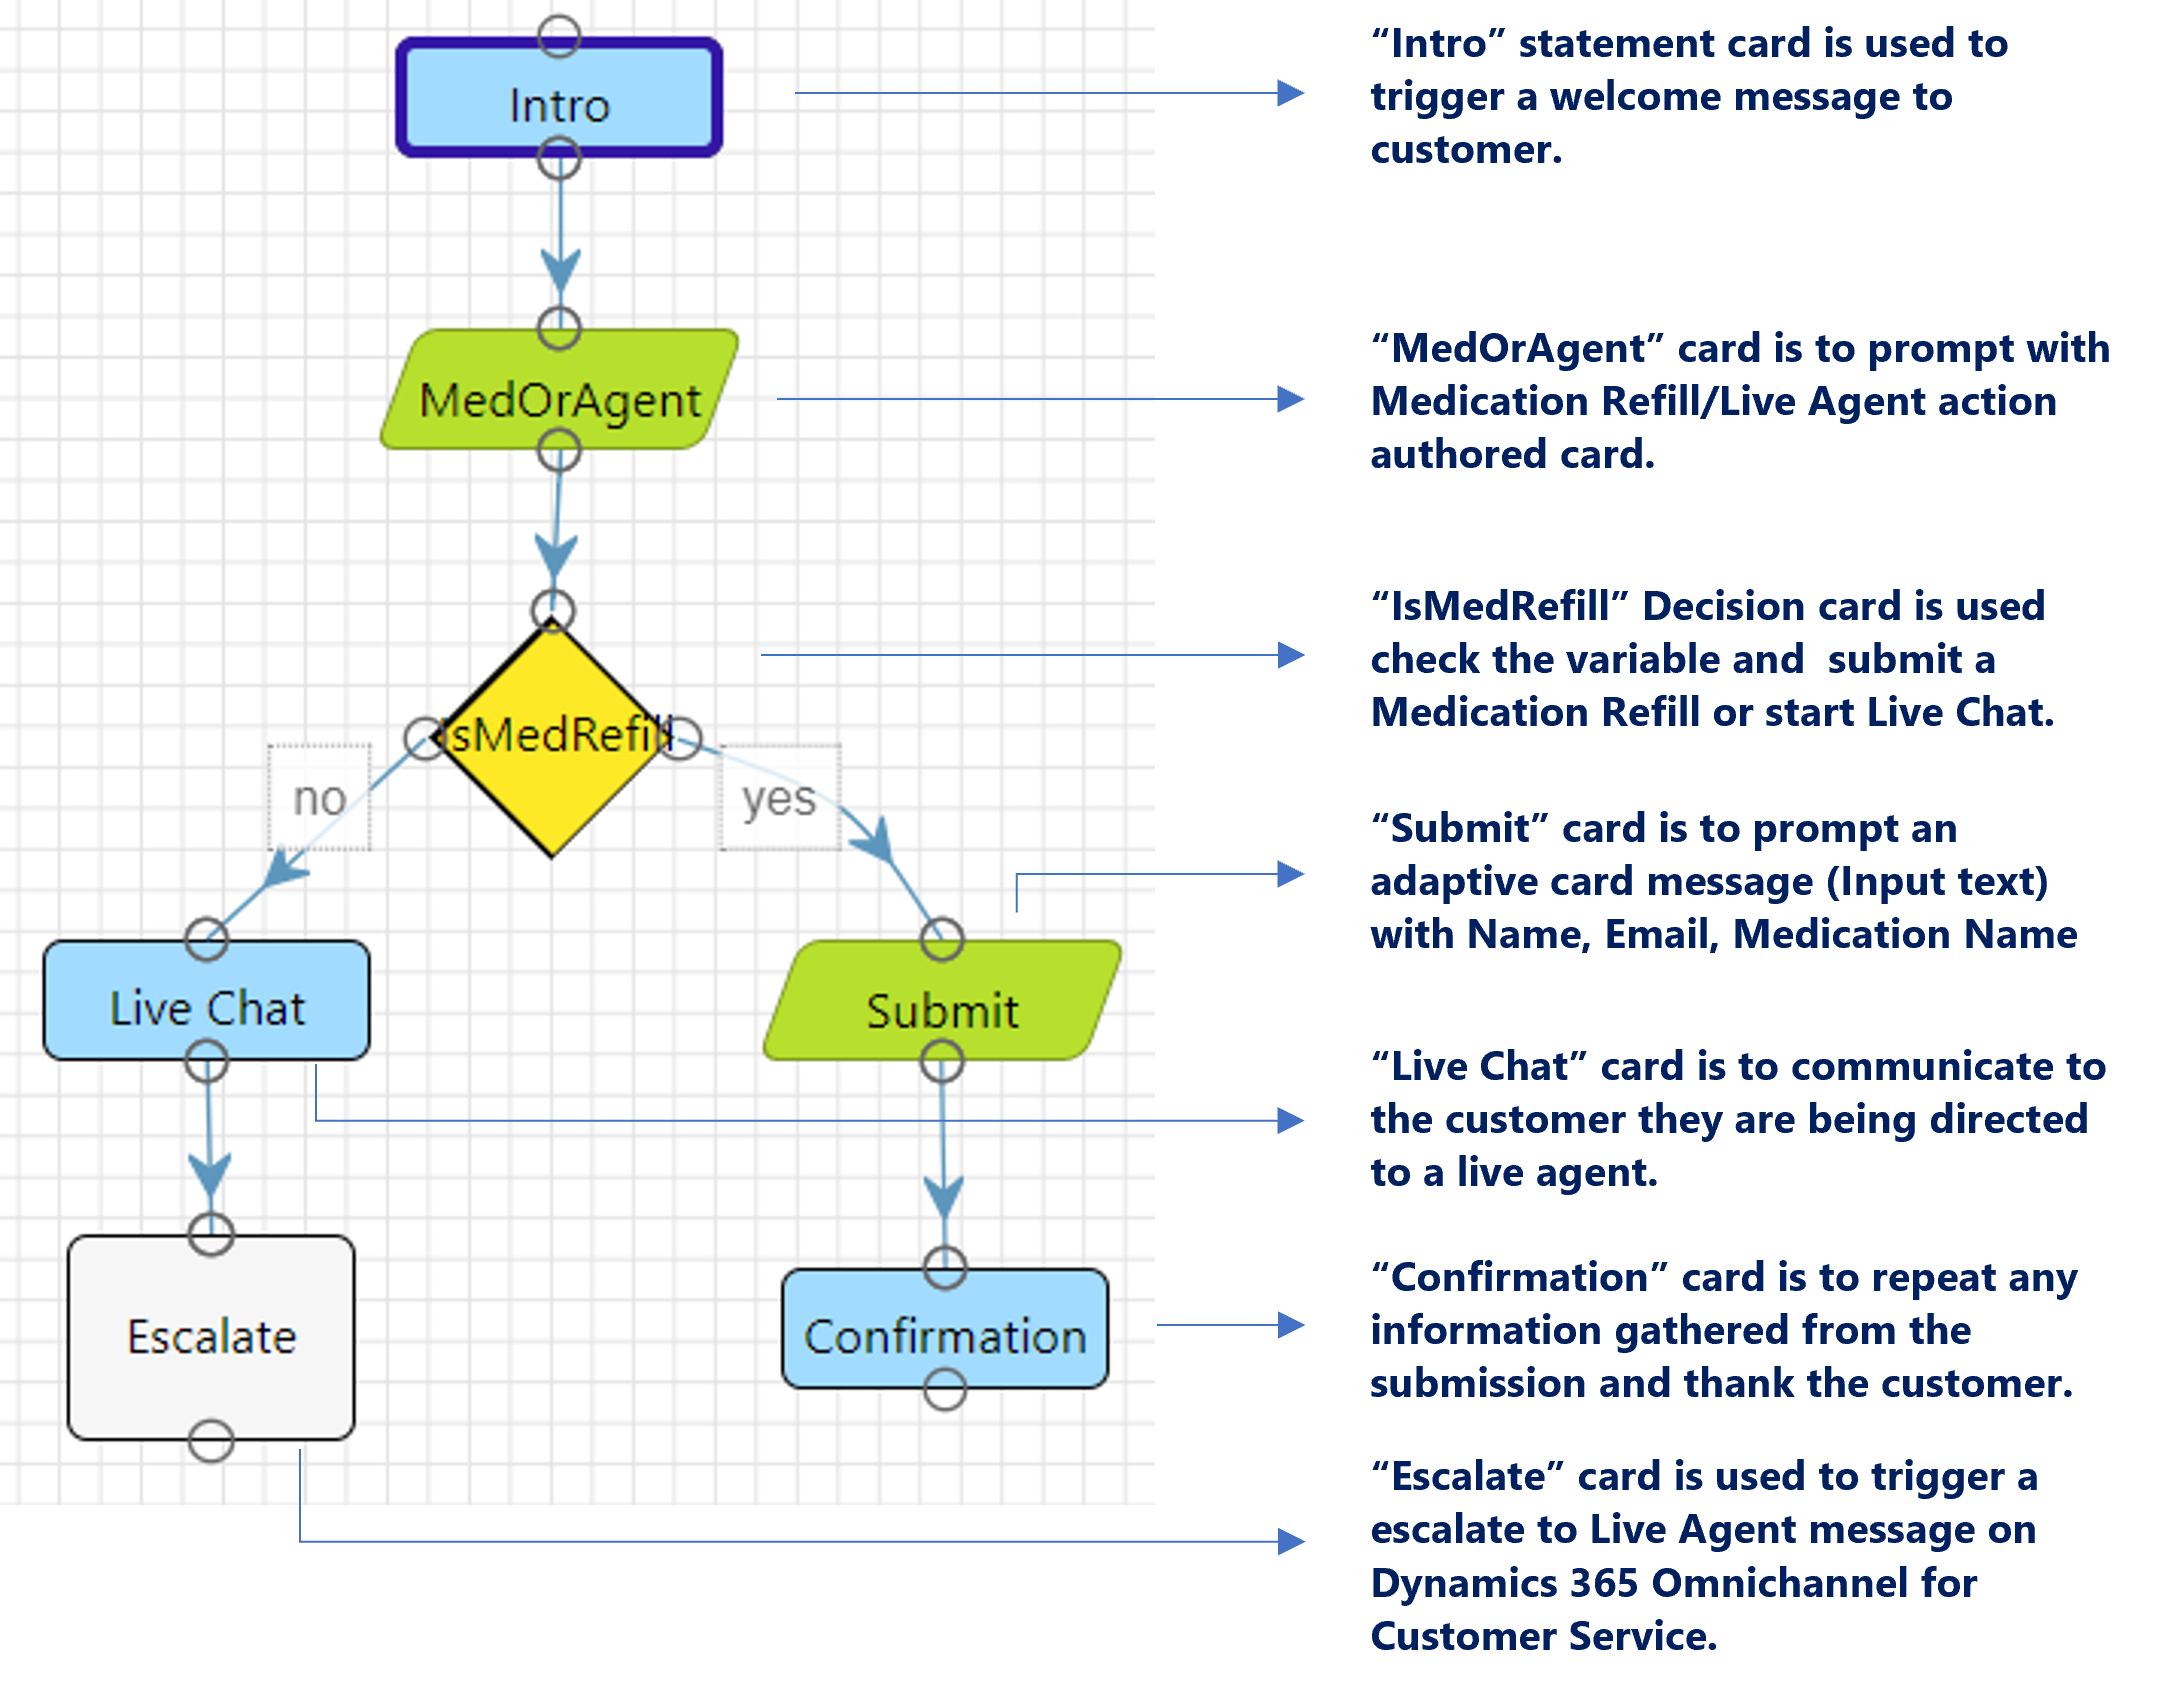 Intro
“Intro” statement card is used to
trigger a welcome message to
customer.
MedOrAgent
“MedOrAgent” card is to prompt with
Medication Refill/Live Agent action
authored card.
IsMedRefill
“IsMedRefill” Decision card is used
check the variable and  submit a
Medication Refill or start Live Chat.
no
yes
“Submit” card is to prompt an
adaptive card message (Input text)
with Name, Email, Medication Name
Live Chat
Submit
“Live Chat” card is to communicate to
the customer they are being directed
to a live agent.
Escalate
Confirmation
“Confirmation” card is to repeat any
information gathered from the
submission and thank the customer.
“Escalate” card is used to trigger a
escalate to Live Agent message on
Dynamics 365 Omnichannel for
Customer Service.